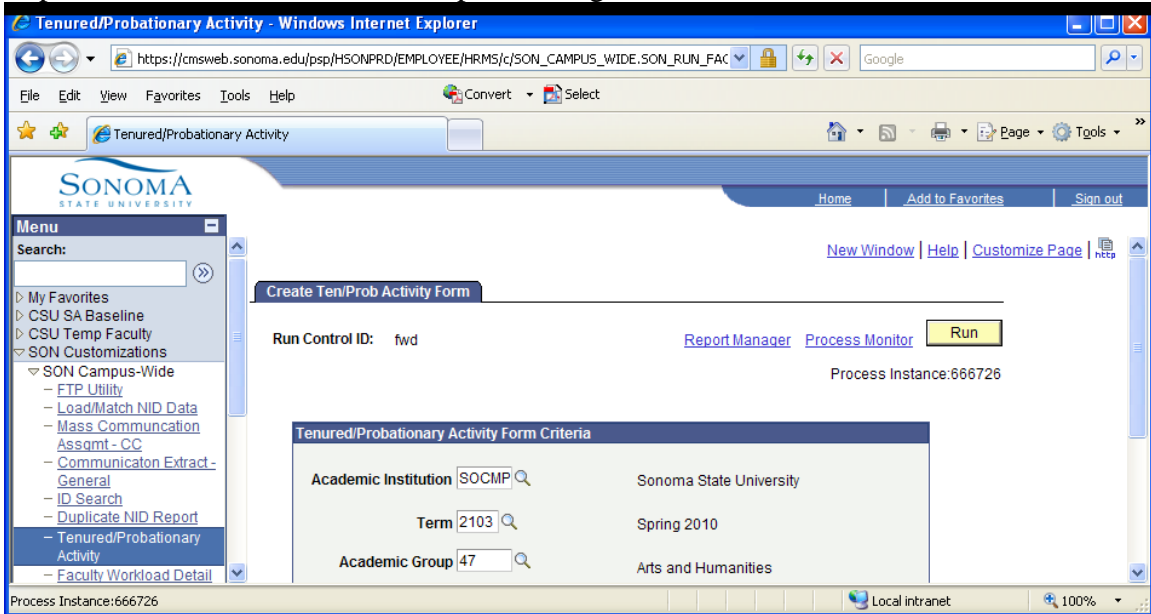 Tenured/Probationary Activity - Windows Internet Explorer
https://cmsweb.sonoma.edu/psp/HSONPRD/EMPLOYEE/HRMS/c/SON_CAMPUS_WIDE.SON_RUN_FAC
Google
File Edit View Favorites Tools Help Convert Select
Tenured/Probationary Activity Page Tools »
SONOMA
STATE UNIVERSITY
Home Add to Favorites Sign out
Menu
Search:
New Window | Help | Customize Page | http
My Favorites
CSU SA Baseline
CSU Temp Faculty
SON Customizations
SON Campus-Wide
– FTP Utility
– Load/Match NID Data
– Mass Communcation
Assgmt - CC
– Communicaton Extract -
General
– ID Search
– Duplicate NID Report
– Tenured/Probationary
Activity
– Faculty Workload Detail
Create Ten/Prob Activity Form
Run Control ID: fwd Report Manager Process Monitor Run
Process Instance:666726
Tenured/Probationary Activity Form Criteria
Academic Institution SOCMP Sonoma State University
Term 2103 Spring 2010
Academic Group 47 Arts and Humanities
Process Instance:666726 Local intranet 100%